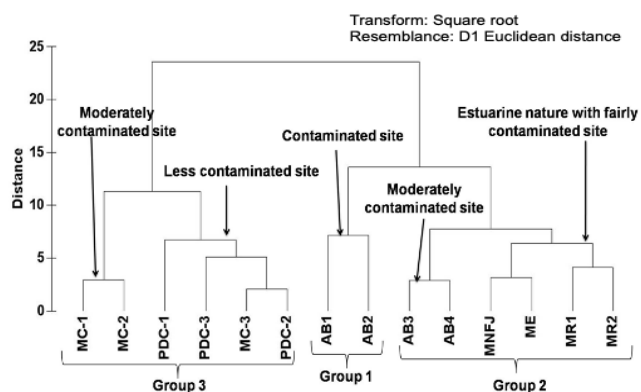 Transform: Square root
Resemblance: D1 Euclidean distance
25
20
15
10
5
0
Distance
Moderately
contaminated site
Less contaminated site
Contaminated site
Moderately
contaminated site
Estuarine nature with fairly
contaminated site
MC-1
MC-2
PDC-1
PDC-3
MC-3
PDC-2
AB1
AB2
AB3
AB4
MNFJ
ME
MR1
MR2
Group 3
Group 1
Group 2